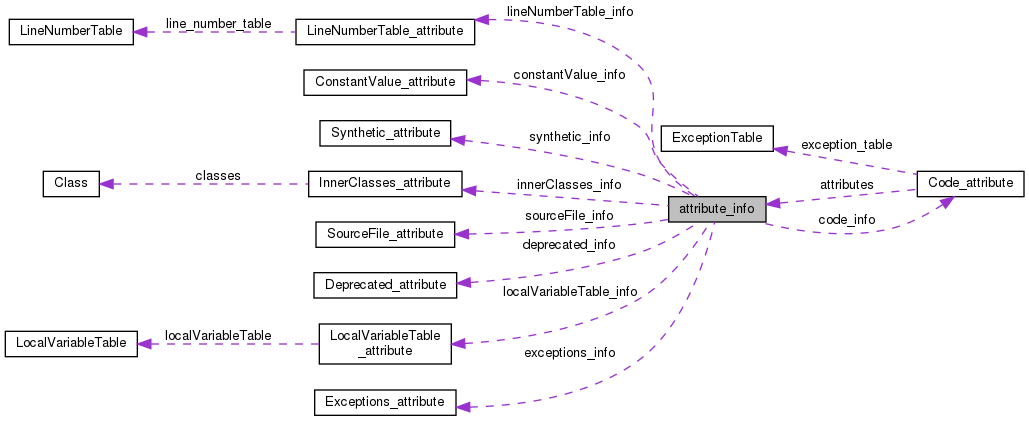 lineNumberTable_info
line_number_table
LineNumberTable
LineNumberTable_attribute
constantValue_info
ConstantValue_attribute
synthetic_info
Synthetic_attribute
ExceptionTable
exception_table
classes
innerClasses_info
attributes
Class
InnerClasses_attribute
Code_attribute
attribute_info
sourceFile_info
code_info
SourceFile_attribute
deprecated_info
Deprecated_attribute
localVariableTable_info
localVariableTable
LocalVariableTable
LocalVariableTable
_attribute
exceptions_info
Exceptions_attribute